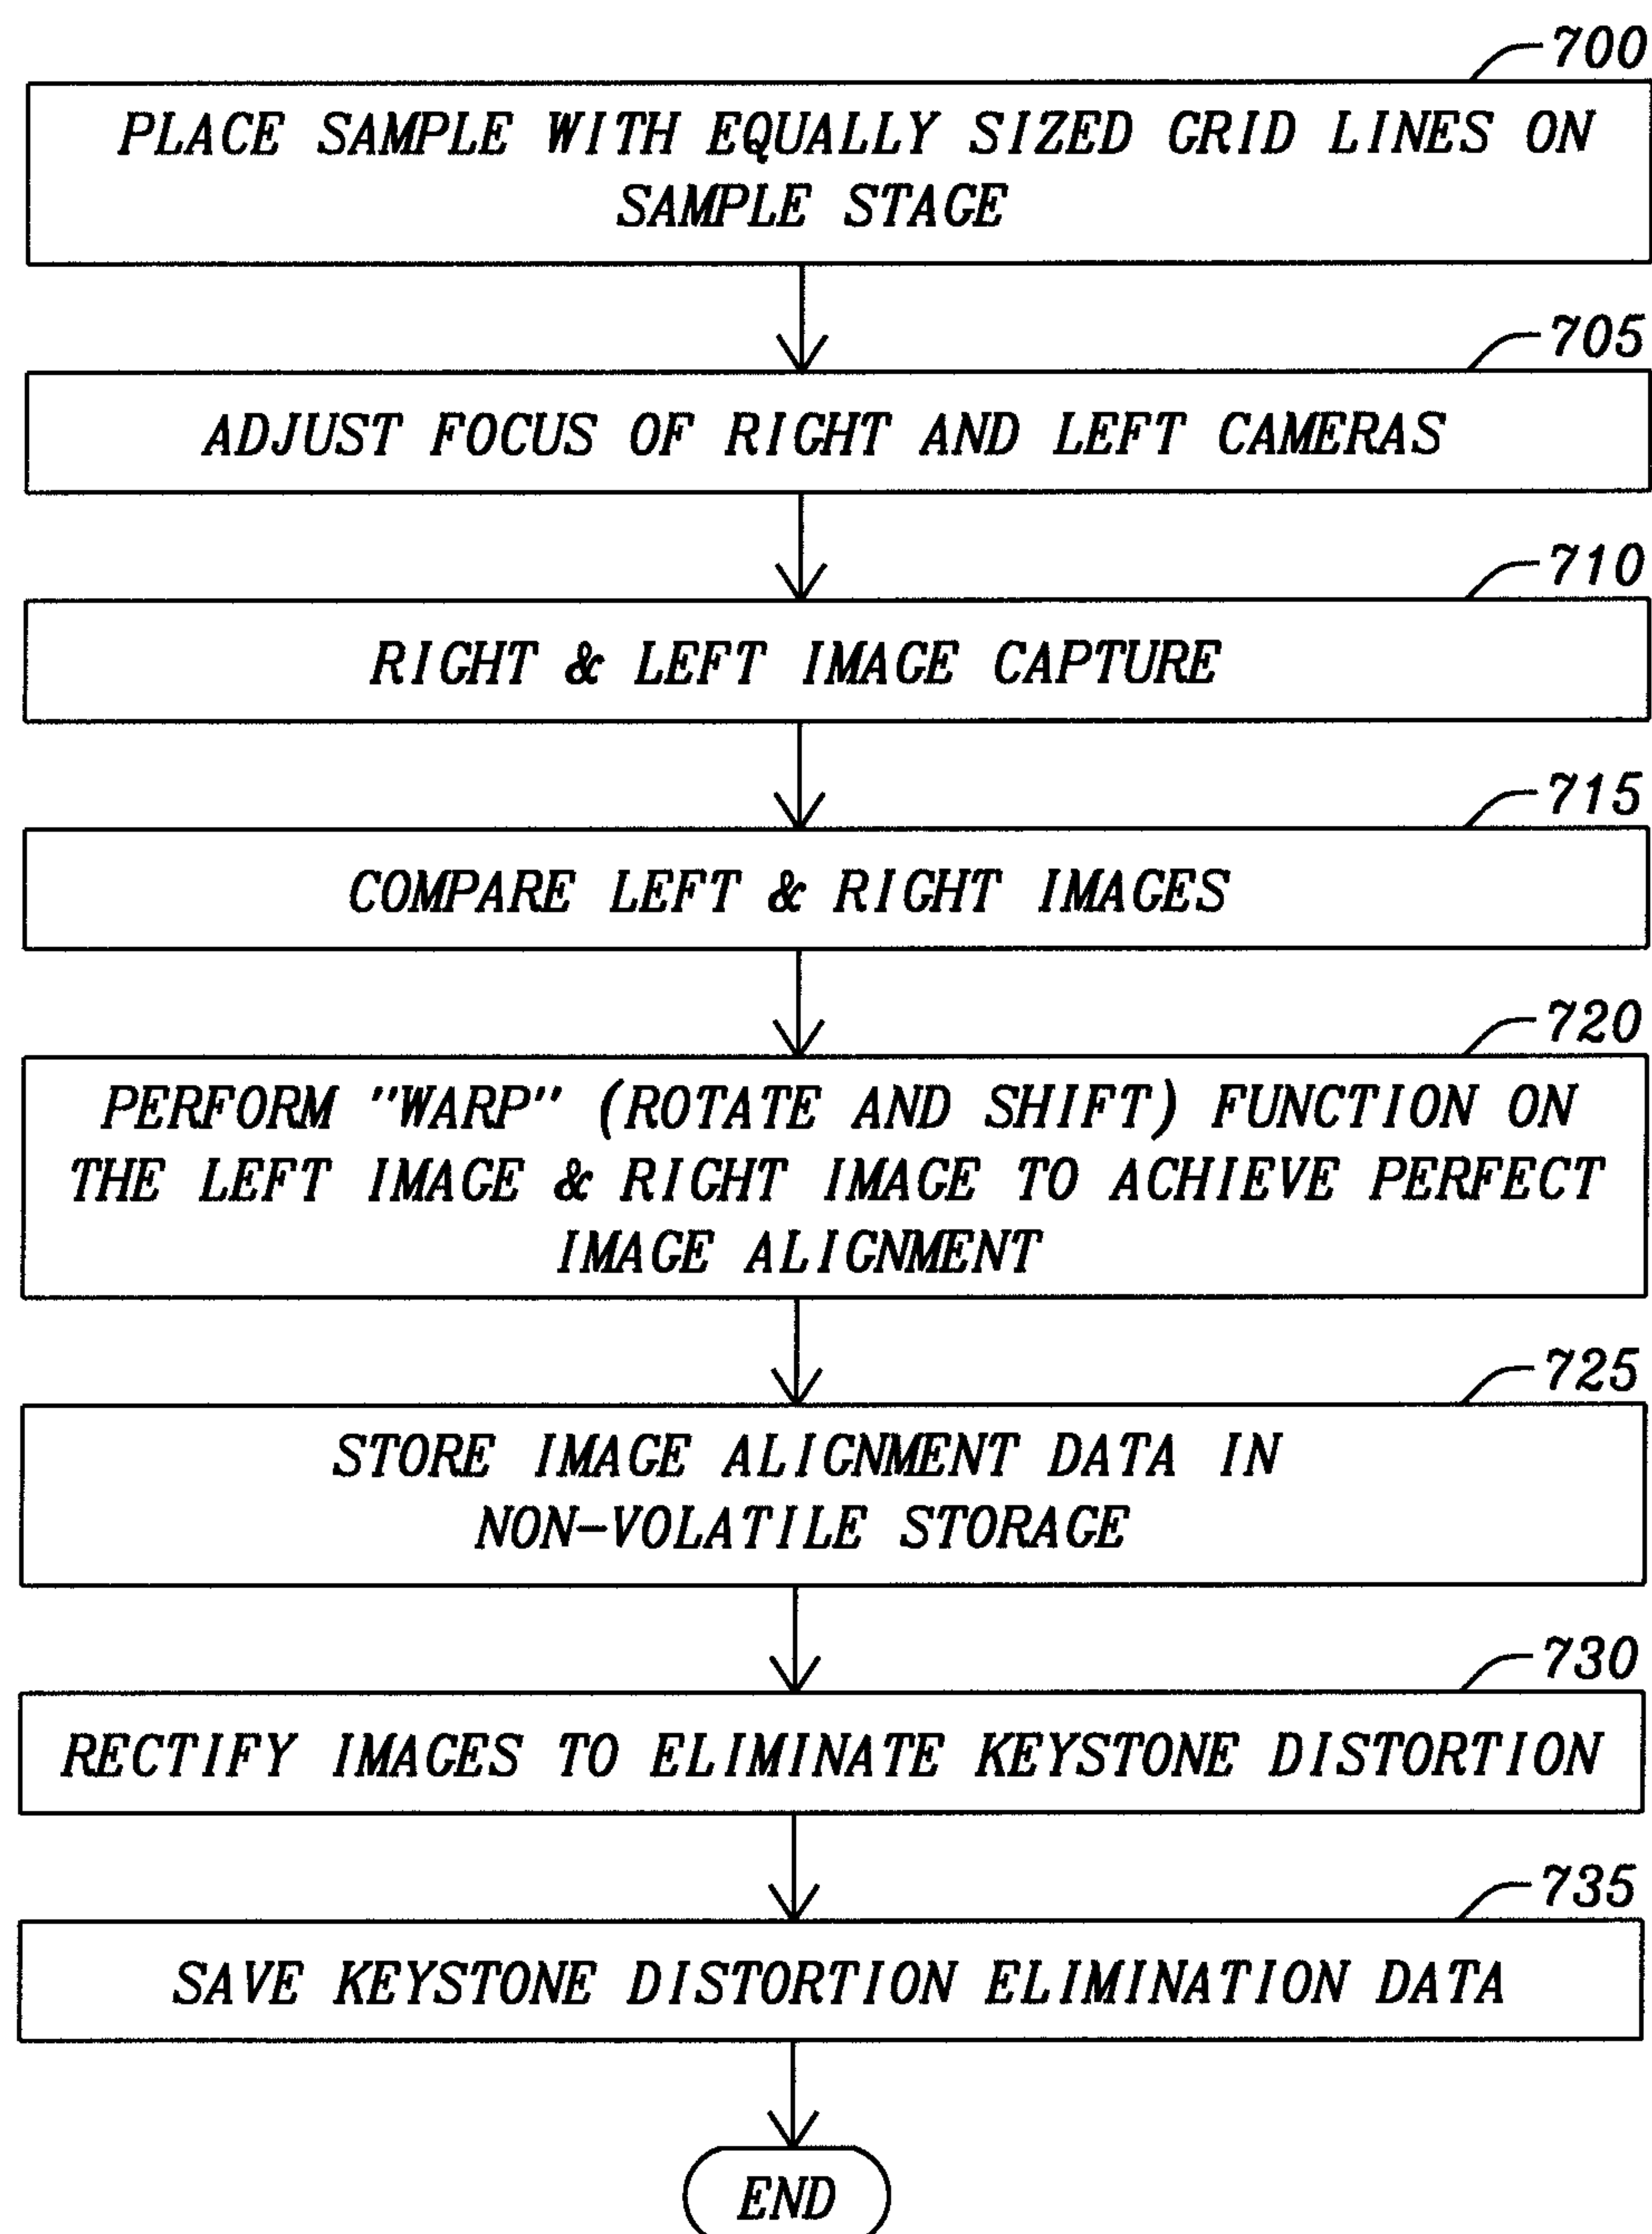 700
PLACE SAMPLE WITH EQUALLY SIZED GRID LINES ON
SAMPLE STAGE
705
ADJUST FOCUS OF RIGHT AND LEFT CAMERAS
710
RIGHT & LEFT IMAGE CAPTURE
715
COMPARE LEFT & RIGHT IMAGES
720
PERFORM "WARP" (ROTATE AND SHIFT) FUNCTION ON
THE LEFT IMAGE & RIGHT IMAGE TO ACHIEVE PERFECT
IMAGE ALIGNMENT
725
STORE IMAGE ALIGNMENT DATA IN
NON-VOLATILE STORAGE
730
RECTIFY IMAGES TO ELIMINATE KEYSTONE DISTORTION
735
SAVE KEYSTONE DISTORTION ELIMINATION DATA
END